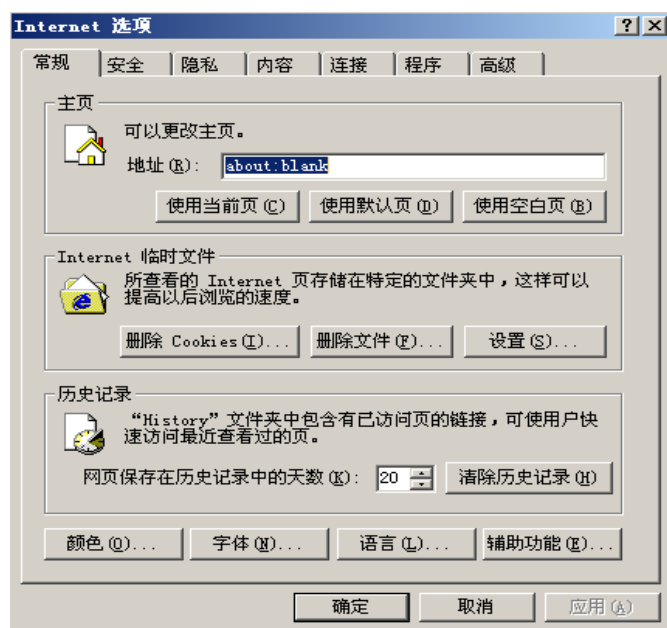 Internet 选项
常规 安全 隐私 内容 连接 程序 高级
主页
可以更改主页。
地址(R): about:blank
使用当前页(C) 使用默认页(D) 使用空白页(B)
Internet 临时文件
所查看的 Internet 页存储在特定的文件夹中，这样可以
提高以后浏览的速度。
删除 Cookies(I)... 删除文件(F)... 设置(S)...
历史记录
“History”文件夹中包含有已访问页的链接，可使用户快
速访问最近查看过的页。
网页保存在历史记录中的天数(K): 20 清除历史记录(H)
颜色(O)... 字体(N)... 语言(L)... 辅助功能(E)...
确定 取消 应用(A)